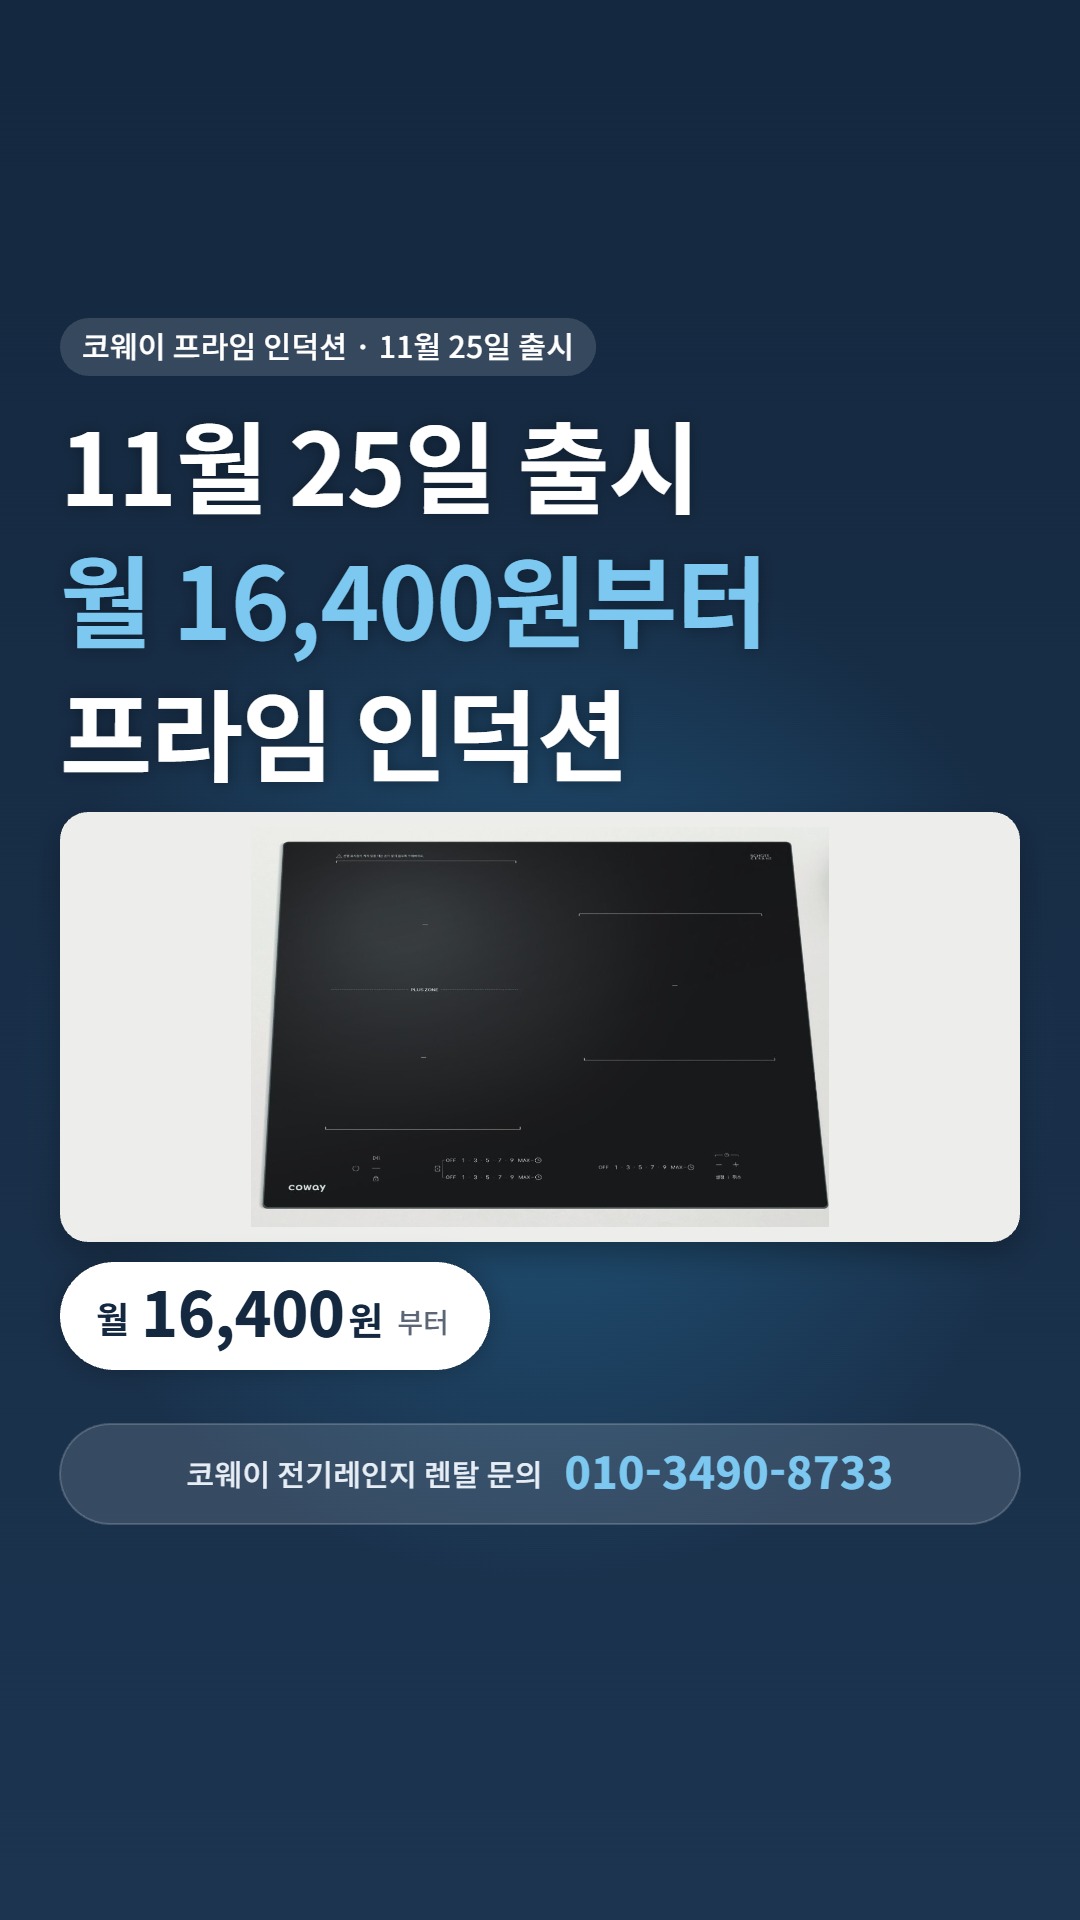 코웨이 프라임 인덕션 · 11월 25일 출시
11월 25일 출시
월 16,400원부터
프라임 인덕션
PLUS ZONE
OFF 1 · 3 · 5 · 7 · 9 MAX
OFF 1 · 3 · 5 · 7 · 9 MAX
OFF 1 · 3 · 5 · 7 · 9 MAX
coway
월 16,400원 부터
코웨이 전기레인지 렌탈 문의 010-3490-8733